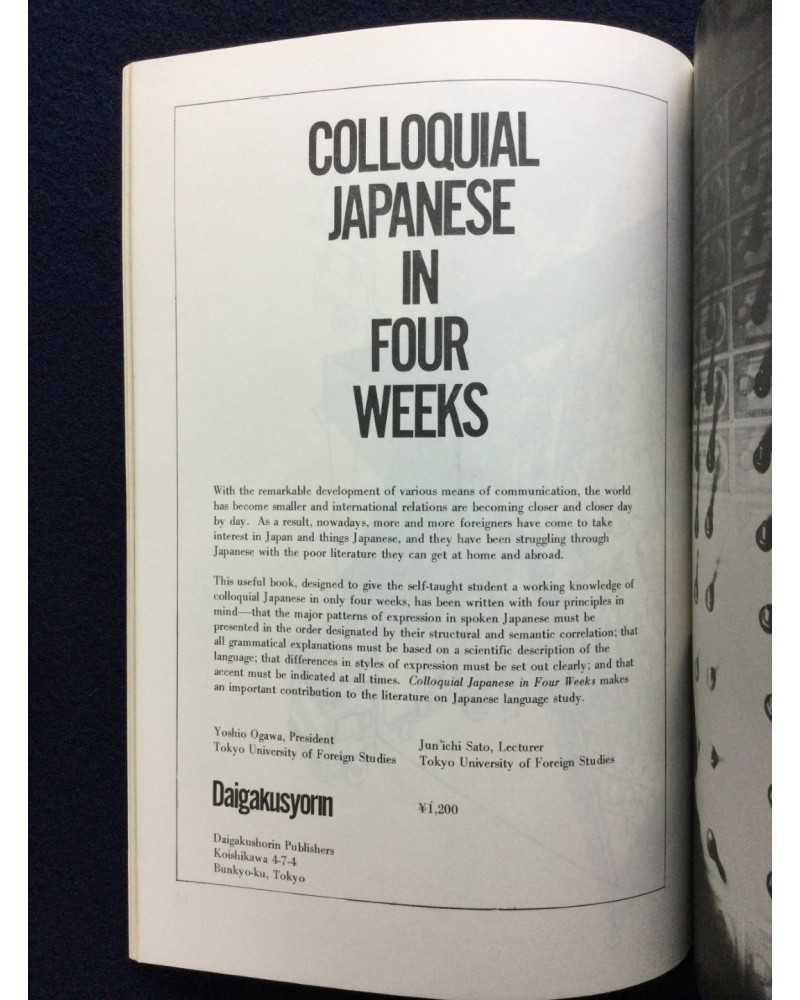 COLLOQUIAL
JAPANESE
IN
FOUR
WEEKS
With the remarkable development of various means of communication, the world
has become smaller and international relations are becoming closer and closer day
by day. As a result, nowadays, more and more foreigners have come to take
interest in Japan and things Japanese, and they have been struggling through
Japanese with the poor literature they can get at home and abroad.
This useful book, designed to give the self-taught student a working knowledge of
colloquial Japanese in only four weeks, has been written with four principles in
mind—that the major patterns of expression in spoken Japanese must be
presented in the order designated by their structural and semantic correlation; that
all grammatical explanations must be based on a scientific description of the
language; that differences in styles of expression must be set out clearly; and that
accent must be indicated at all times. Colloquial Japanese in Four Weeks makes
an important contribution to the literature on Japanese language study.
Yoshio Ogawa, President
Tokyo University of Foreign Studies
Jun'ichi Sato, Lecturer
Tokyo University of Foreign Studies
Daigakusyorin
¥1,200
Daigakushorin Publishers
Koishikawa 4-7-4
Bunkyo-ku, Tokyo